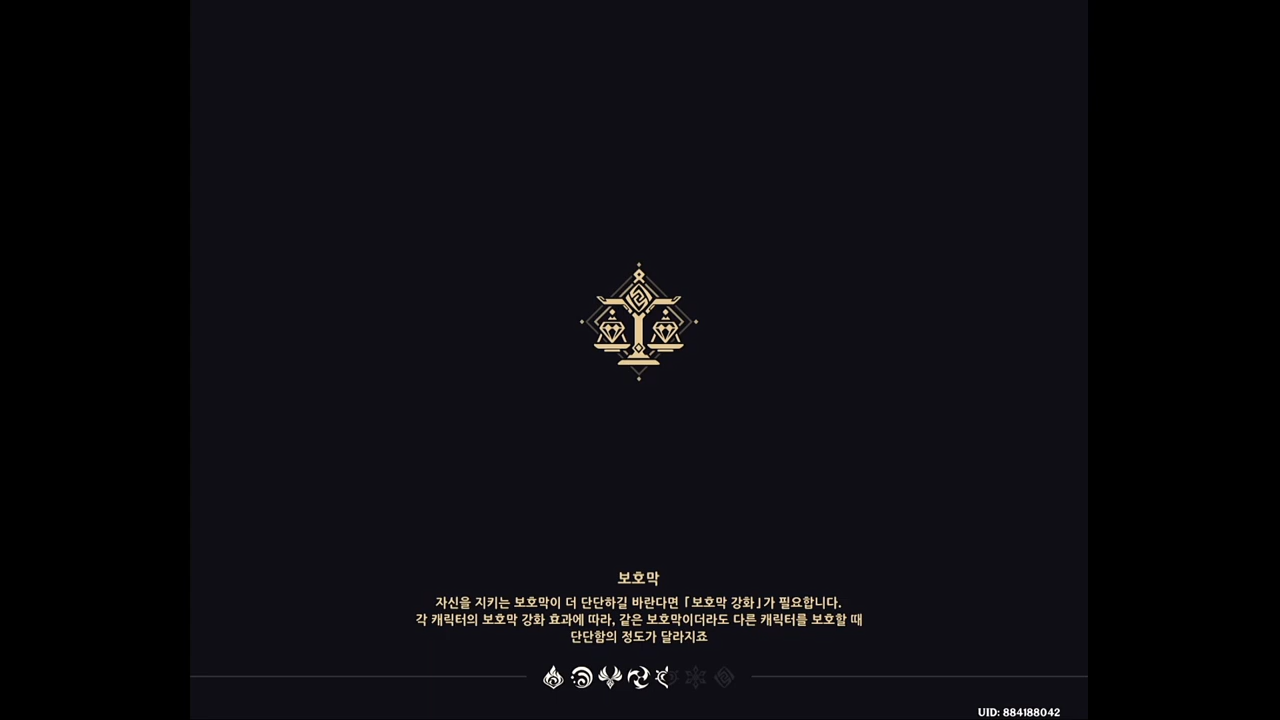 보호막
자신을 지키는 보호막이 더 단단하길 바란다면 「보호막 강화」가 필요합니다.
각 캐릭터의 보호막 강화 효과에 따라, 같은 보호막이더라도 다른 캐릭터를 보호할 때
단단함의 정도가 달라지죠
UID: 884188042